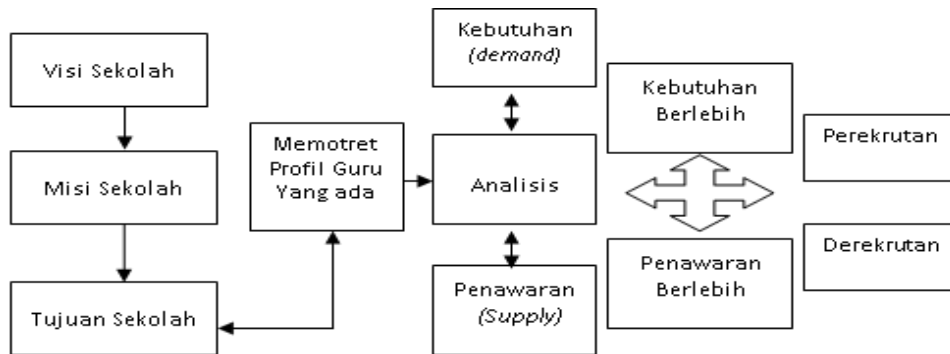 Visi Sekolah
Misi Sekolah
Tujuan Sekolah
Memotret
Profil Guru
Yang ada
Kebutuhan
(demand)
Analisis
Penawaran
(Supply)
Kebutuhan
Berlebih
Penawaran
Berlebih
Perekrutan
Derekrutan